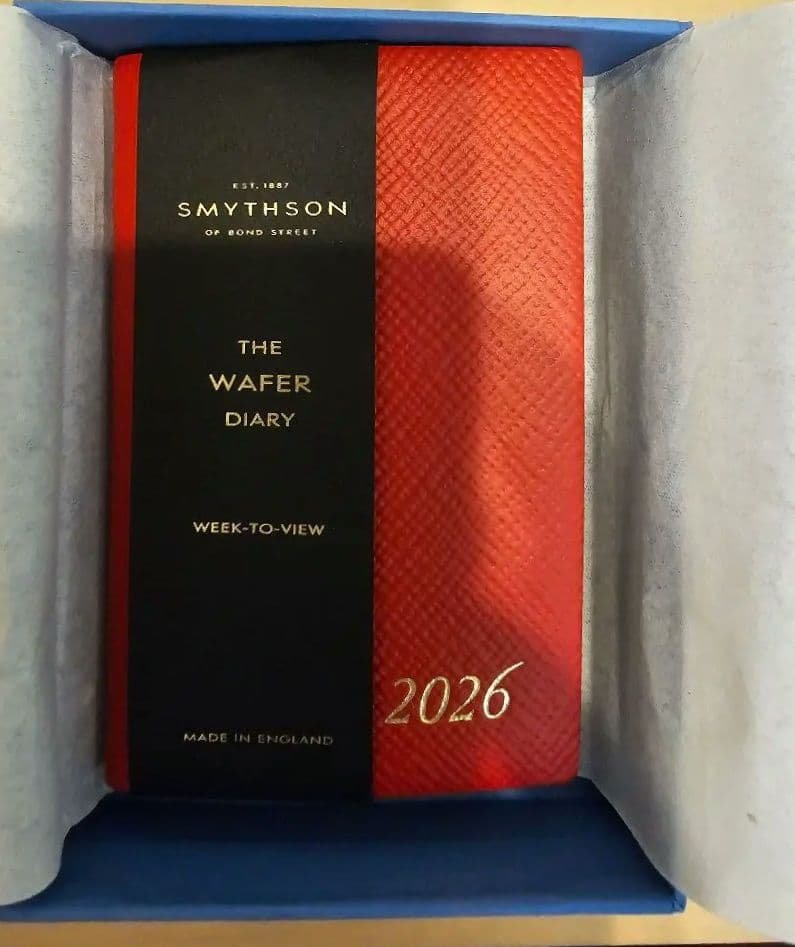 EST. 1887
SMYTHSON
OF BOND STREET
THE
WAFER
DIARY
WEEK-TO-VIEW
MADE IN ENGLAND
2026